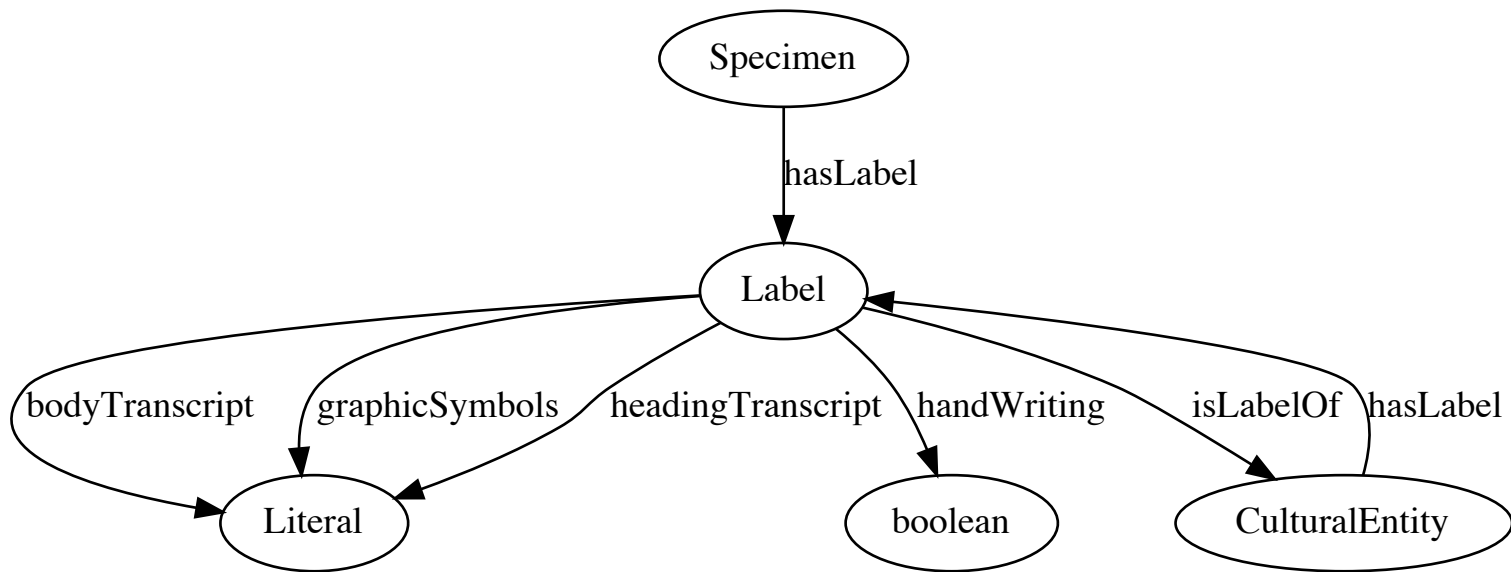 Specimen
hasLabel
Label
bodyTranscript graphicSymbols headingTranscript handWriting isLabelOf hasLabel
Literal boolean CulturalEntity